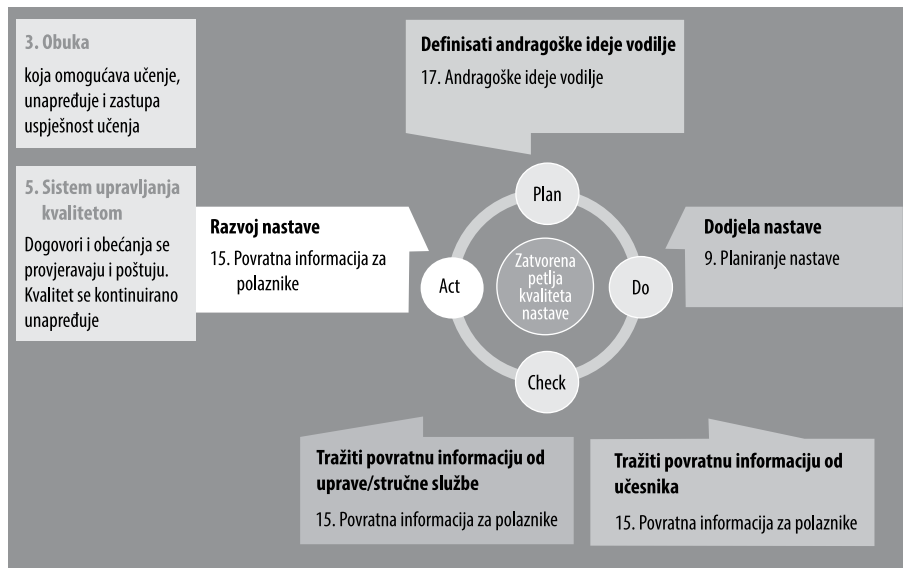 3. Obuka
koja omogućava učenje,
unapređuje i zastupa
uspješnost učenja
Definisati andragoške ideje vodilje
17. Andragoške ideje vodilje
5. Sistem upravljanja
kvalitetom
Dogovori i obećanja se
provjeravaju i poštuju.
Kvalitet se kontinuirano
unapređuje
Razvoj nastave
15. Povratna informacija za
polaznike
Plan
Act
Zatvorena
petlja
kvaliteta
nastave
Do
Check
Dodjela nastave
9. Planiranje nastave
Tražiti povratnu informaciju od
uprave/stručne službe
15. Povratna informacija za polaznike
Tražiti povratnu informaciju od
učesnika
15. Povratna informacija za polaznike